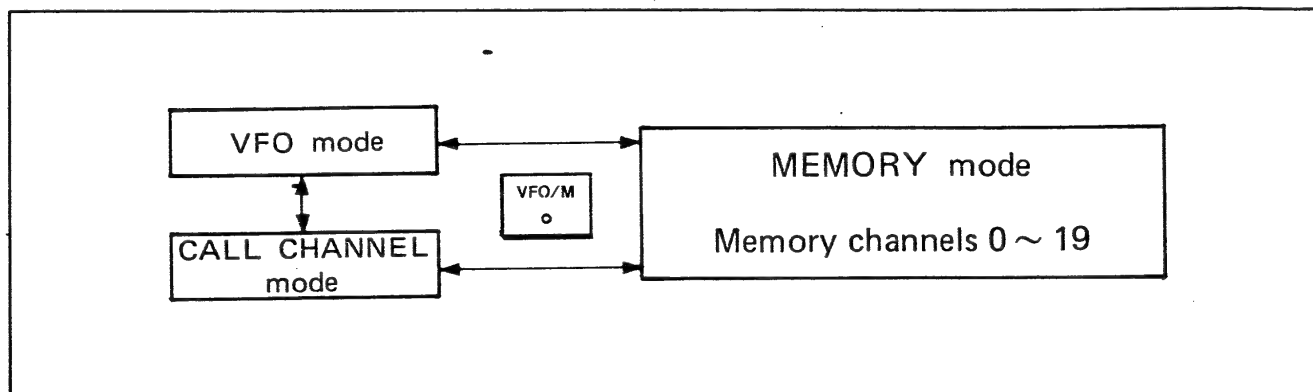 VFO mode
CALL CHANNEL
mode
VFO/M
MEMORY mode
Memory channels 0 ~ 19